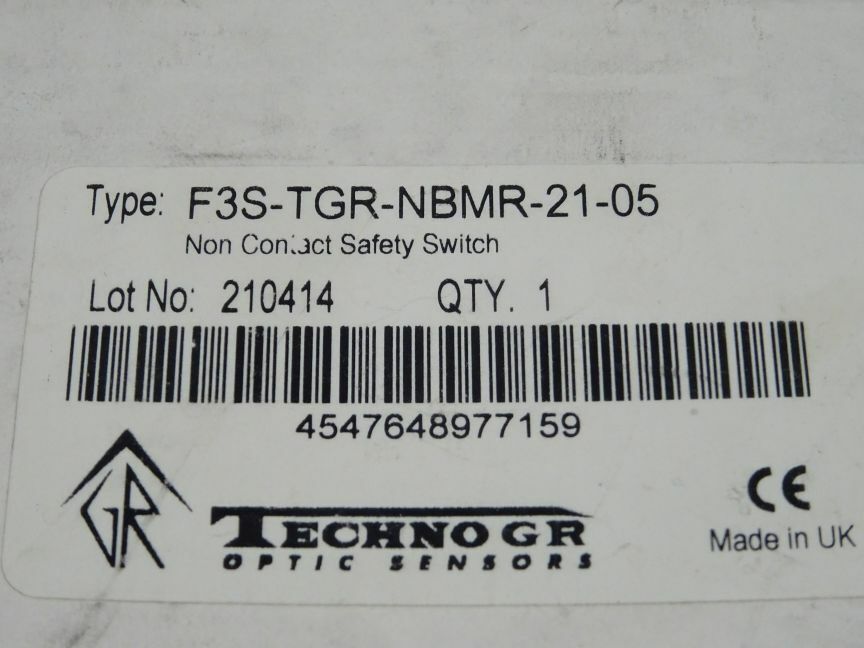 Type: F3S-TGR-NBMR-21-05
Non Contact Safety Switch
Lot No: 210414 QTY. 1
4547648977159
GR
TECHNO GR
OPTIC SENSORS
CE
Made in UK